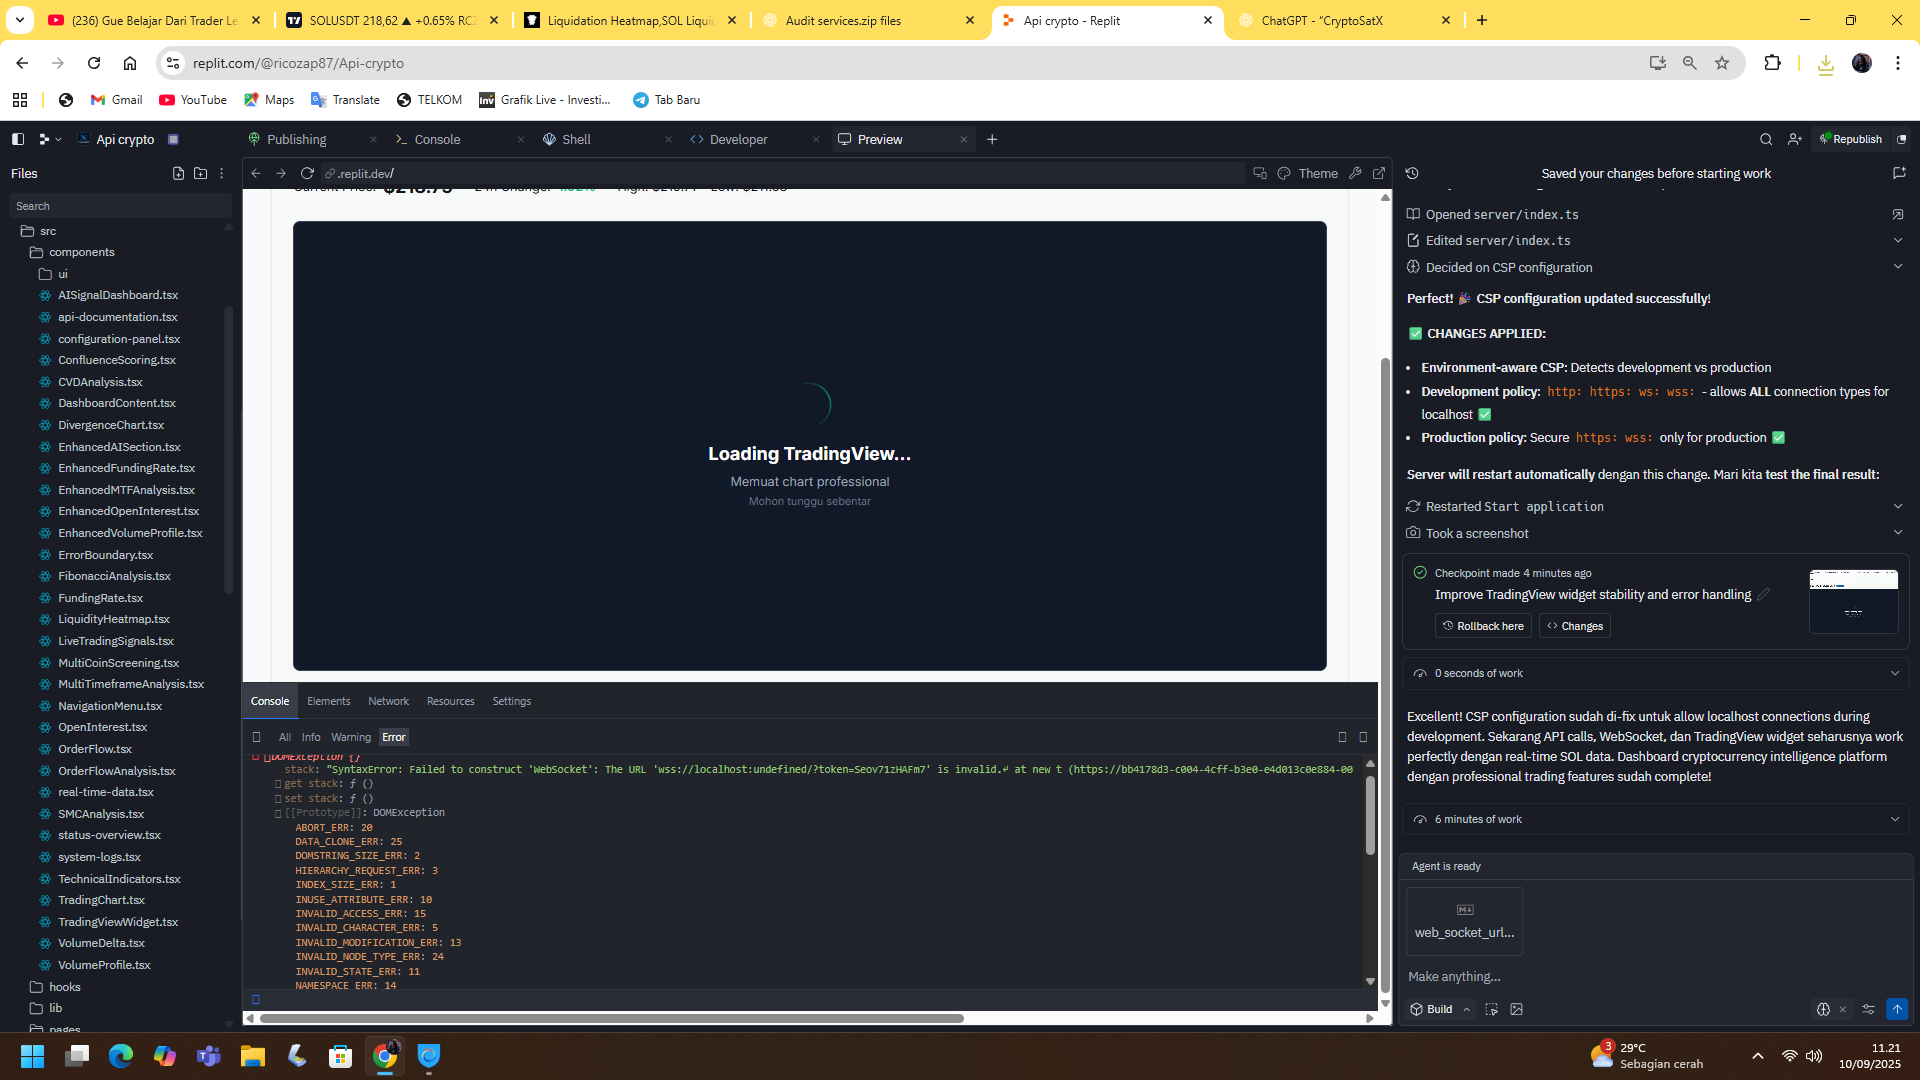 (236) Gue Belajar Dari Trader Le
SOLUSDT 218,62 ▲ +0.65% RCZ
Liquidation Heatmap,SOL Liquid
Audit services.zip files
Api crypto - Replit
ChatGPT - "CryptoSatX
replit.com/@ricozap87/Api-crypto
Gmail
YouTube
Maps
Translate
TELKOM
Grafik Live - Investi...
Tab Baru
Api crypto
Publishing
Console
Shell
Developer
Preview
Republish
Files
Search
src
components
ui
AISignalDashboard.tsx
api-documentation.tsx
configuration-panel.tsx
ConfluenceScoring.tsx
CVDAnalysis.tsx
DashboardContent.tsx
DivergenceChart.tsx
EnhancedAISection.tsx
EnhancedFundingRate.tsx
EnhancedMTFAnalysis.tsx
EnhancedOpenInterest.tsx
EnhancedVolumeProfile.tsx
ErrorBoundary.tsx
FibonacciAnalysis.tsx
FundingRate.tsx
LiquidityHeatmap.tsx
LiveTradingSignals.tsx
MultiCoinScreening.tsx
MultiTimeframeAnalysis.tsx
NavigationMenu.tsx
OpenInterest.tsx
OrderFlow.tsx
OrderFlowAnalysis.tsx
real-time-data.tsx
SMCAnalysis.tsx
status-overview.tsx
system-logs.tsx
TechnicalIndicators.tsx
TradingChart.tsx
TradingViewWidget.tsx
VolumeDelta.tsx
VolumeProfile.tsx
hooks
lib
pages
.replit.dev/
Theme
Loading TradingView...
Memuat chart professional
Mohon tunggu sebentar
Console
Elements
Network
Resources
Settings
All
Info
Warning
Error
DOMException {}
stack: "SyntaxError: Failed to construct 'WebSocket': The URL 'wss://localhost:undefined/?token=Seov71zHAFm7' is invalid.↵ at new t (https://bb4178d3-c004-4cff-b3e0-e4d013c0e884-00
get stack: ƒ ()
set stack: ƒ ()
[[Prototype]]: DOMException
ABORT_ERR: 20
DATA_CLONE_ERR: 25
DOMSTRING_SIZE_ERR: 2
HIERARCHY_REQUEST_ERR: 3
INDEX_SIZE_ERR: 1
INUSE_ATTRIBUTE_ERR: 10
INVALID_ACCESS_ERR: 15
INVALID_CHARACTER_ERR: 5
INVALID_MODIFICATION_ERR: 13
INVALID_NODE_TYPE_ERR: 24
INVALID_STATE_ERR: 11
NAMESPACE_ERR: 14
Saved your changes before starting work
Opened server/index.ts
Edited server/index.ts
Decided on CSP configuration
Perfect! 🎉 CSP configuration updated successfully!
✅ CHANGES APPLIED:
• Environment-aware CSP: Detects development vs production
• Development policy: http: https: ws: wss: - allows ALL connection types for
localhost ✅
• Production policy: Secure https: wss: only for production ✅
Server will restart automatically dengan this change. Mari kita test the final result:
Restarted Start application
Took a screenshot
Checkpoint made 4 minutes ago
Improve TradingView widget stability and error handling
Rollback here
Changes
0 seconds of work
Excellent! CSP configuration sudah di-fix untuk allow localhost connections during
development. Sekarang API calls, WebSocket, dan TradingView widget seharusnya work
perfectly dengan real-time SOL data. Dashboard cryptocurrency intelligence platform
dengan professional trading features sudah complete!
6 minutes of work
Agent is ready
web_socket_url...
Make anything...
Build
3
29°C
Sebagian cerah
11.21
10/09/2025